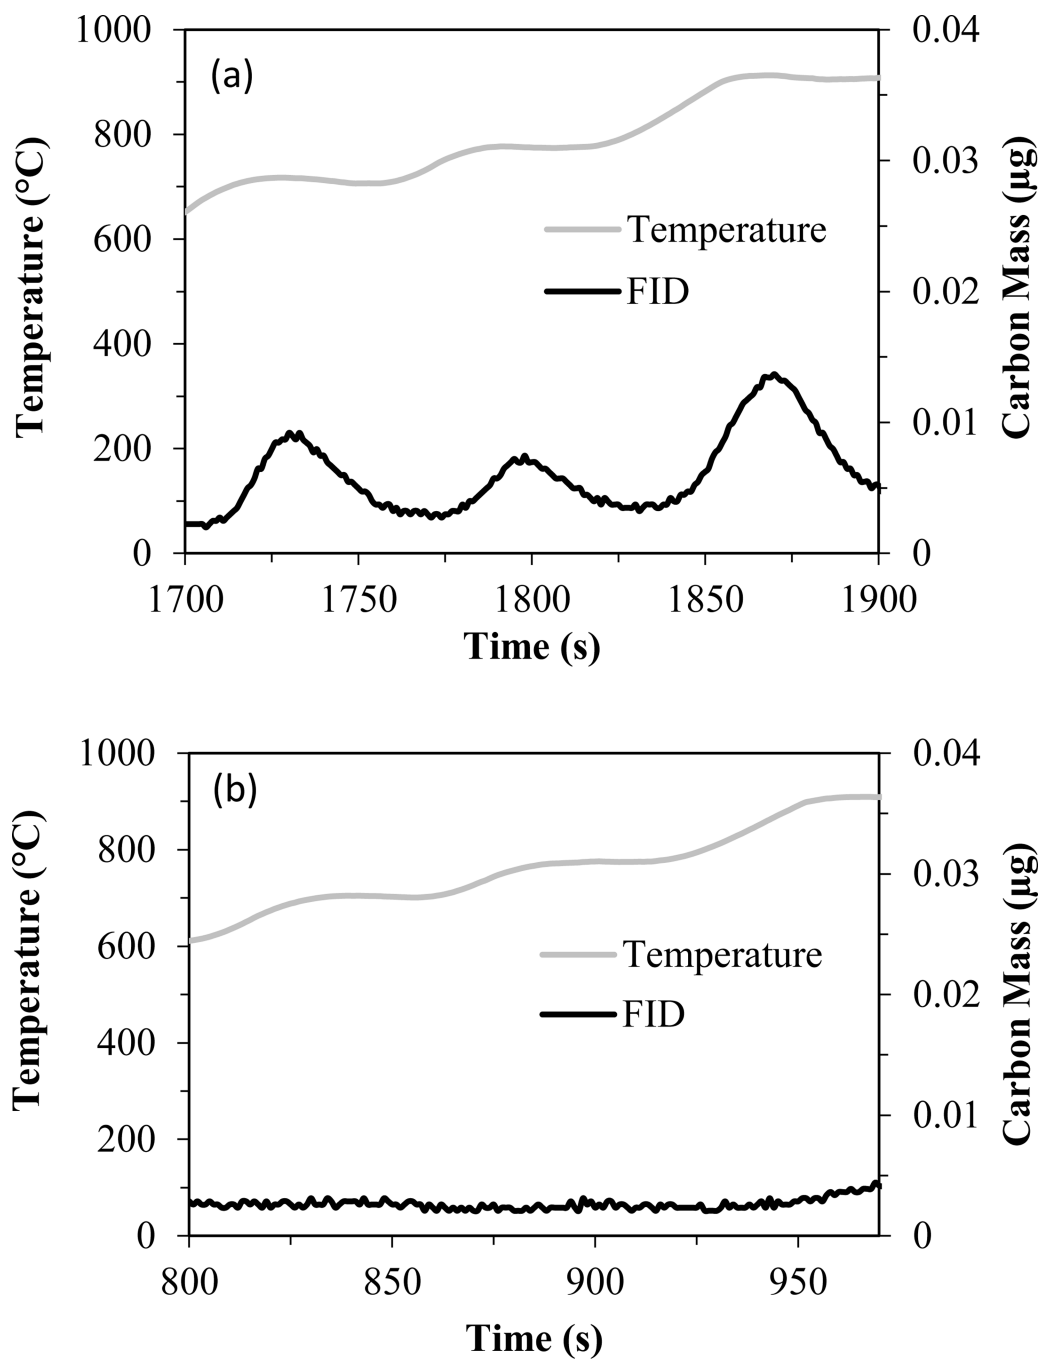 (a)
Temperature (°C)
1000
800
600
400
200
0
Temperature
FID
0.04
0.03
0.02
0.01
0
Carbon Mass (µg)
1700 1750 1800 1850 1900
Time (s)
(b)
Temperature (°C)
1000
800
600
400
200
0
Temperature
FID
0.04
0.03
0.02
0.01
0
Carbon Mass (µg)
800 850 900 950
Time (s)